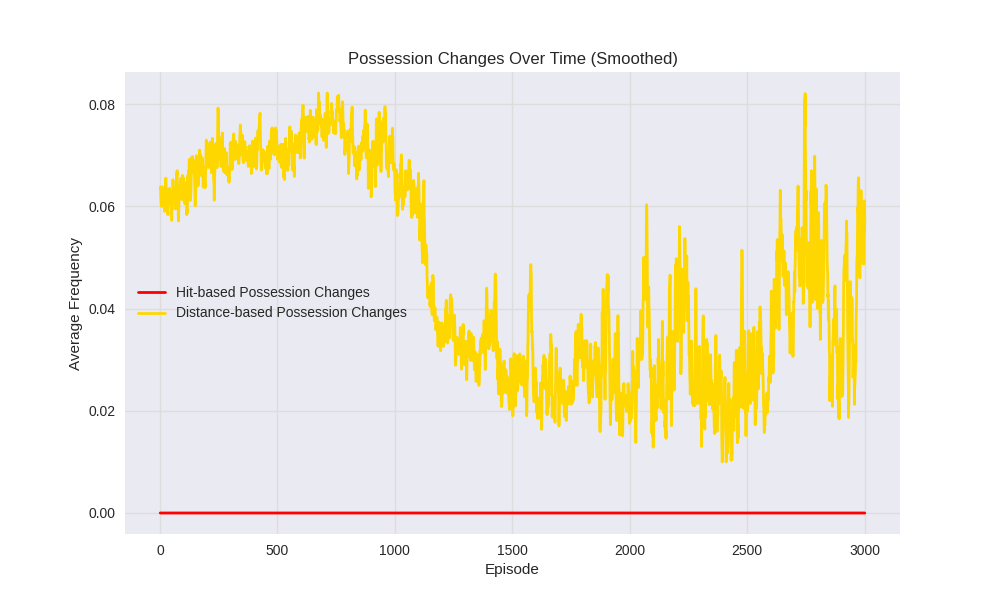 Possession Changes Over Time (Smoothed)
Average Frequency
0.08
0.06
0.04
0.02
0.00
Hit-based Possession Changes
Distance-based Possession Changes
0
500
1000
1500
2000
2500
3000
Episode